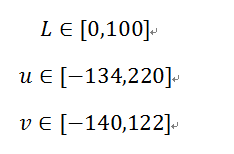 L ∈ [0,100]↵
u ∈ [−134,220]↵
v ∈ [−140,122]↵